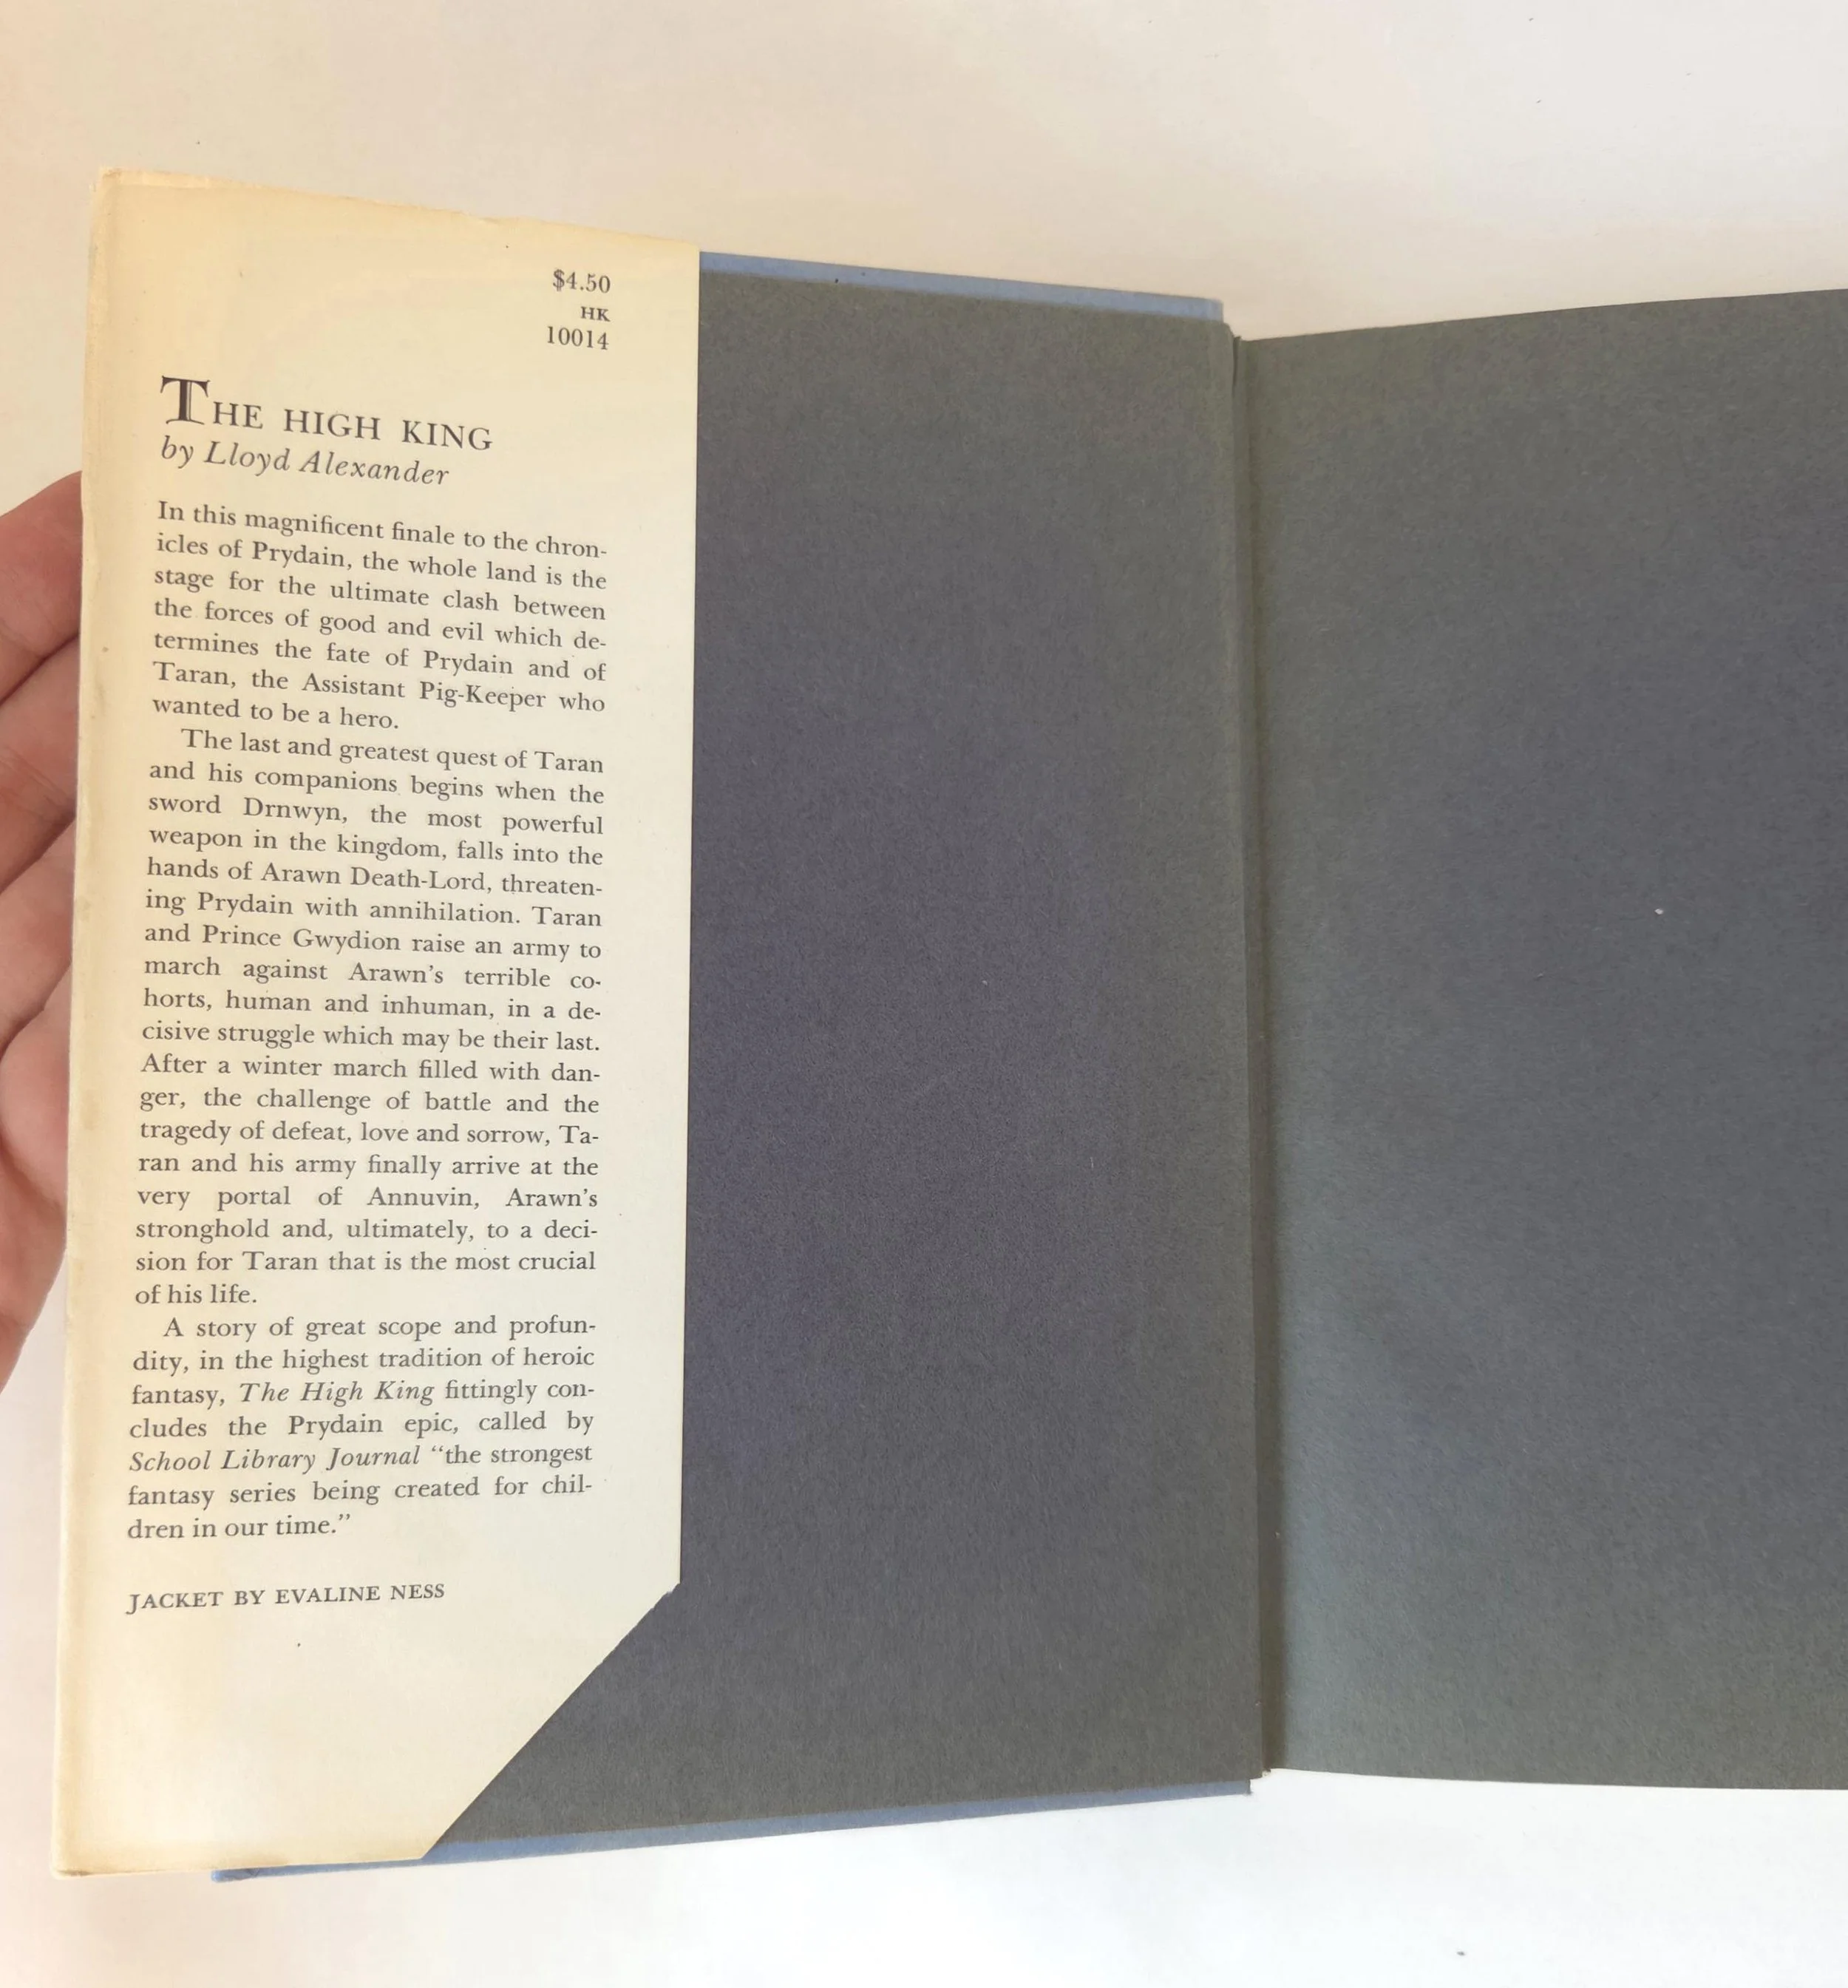 $4.50
HK
10014
THE HIGH KING
by Lloyd Alexander
In this magnificent finale to the chron-
icles of Prydain, the whole land is the
stage for the ultimate clash between
the forces of good and evil which de-
termines the fate of Prydain and of
Taran, the Assistant Pig-Keeper who
wanted to be a hero.
The last and greatest quest of Taran
and his companions begins when the
sword Drnwyn, the most powerful
weapon in the kingdom, falls into the
hands of Arawn Death-Lord, threaten-
ing Prydain with annihilation. Taran
and Prince Gwydion raise an army to
march against Arawn's terrible co-
horts, human and inhuman, in a de-
cisive struggle which may be their last.
After a winter march filled with dan-
ger, the challenge of battle and the
tragedy of defeat, love and sorrow, Ta-
ran and his army finally arrive at the
very portal of Annuvin, Arawn's
stronghold and, ultimately, to a deci-
sion for Taran that is the most crucial
of his life.
A story of great scope and profun-
dity, in the highest tradition of heroic
fantasy, The High King fittingly con-
cludes the Prydain epic, called by
School Library Journal “the strongest
fantasy series being created for chil-
dren in our time.”
JACKET BY EVALINE NESS